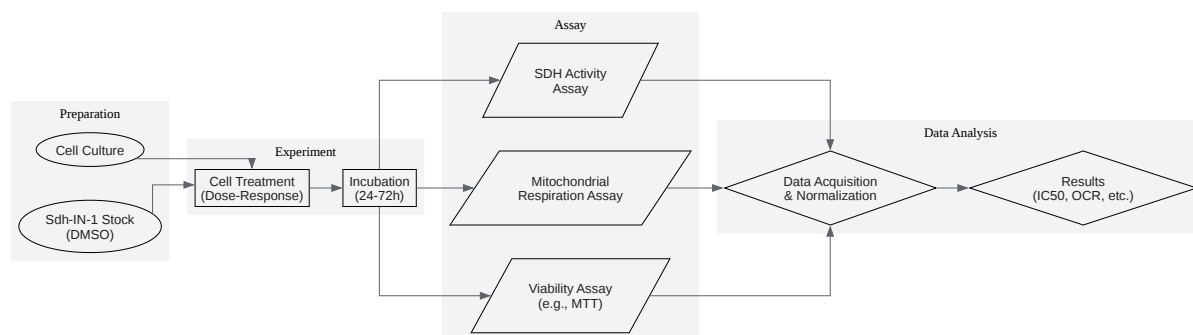 Preparation
Cell Culture
Sdh-IN-1 Stock
(DMSO)
Experiment
Cell Treatment
(Dose-Response)
Incubation
(24-72h)
Assay
SDH Activity
Assay
Mitochondrial
Respiration Assay
Viability Assay
(e.g., MTT)
Data Analysis
Data Acquisition
& Normalization
Results
(IC50, OCR, etc.)